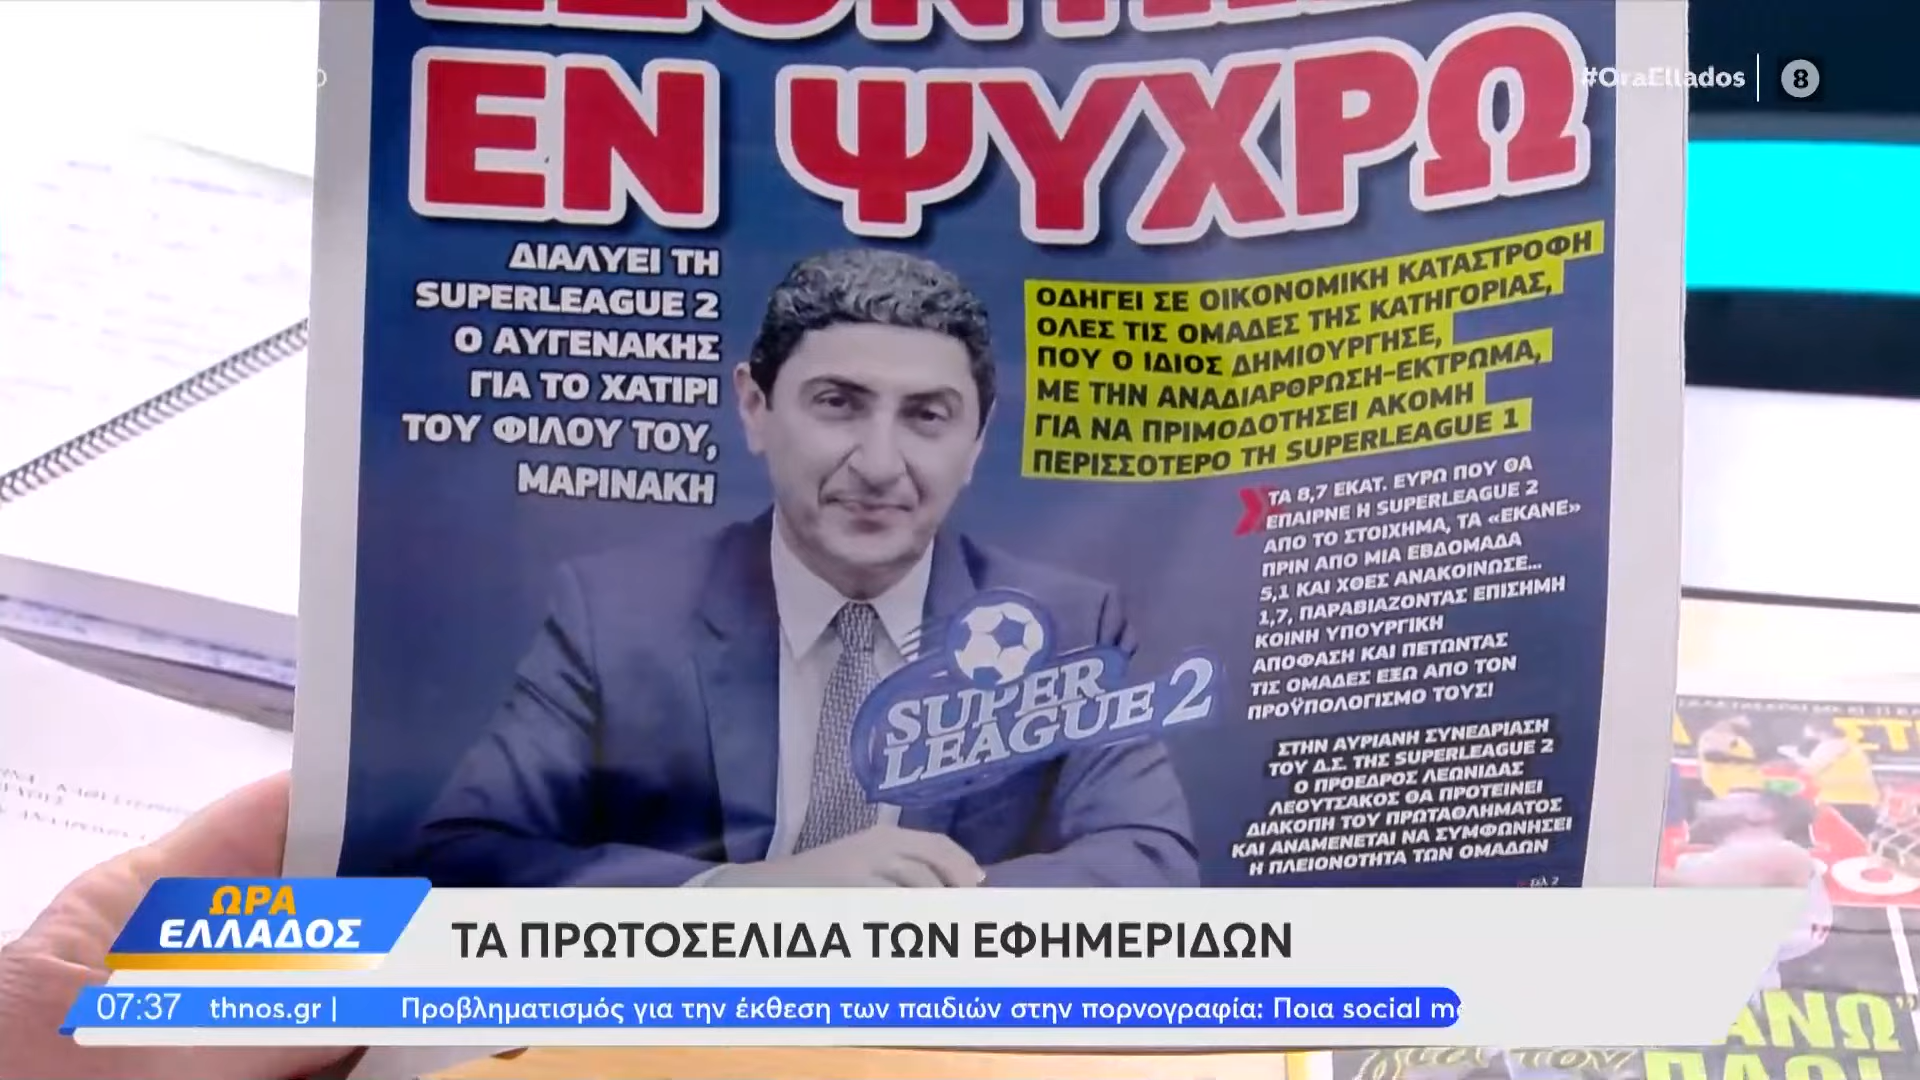 ΕΝ ΨΥΧΡΩ
#OraEllados
8
ΔΙΑΛΥΕΙ ΤΗ
SUPERLEAGUE 2
Ο ΑΥΓΕΝΑΚΗΣ
ΓΙΑ ΤΟ ΧΑΤΙΡΙ
ΤΟΥ ΦΙΛΟΥ ΤΟΥ,
ΜΑΡΙΝΑΚΗ
ΟΔΗΓΕΙ ΣΕ ΟΙΚΟΝΟΜΙΚΗ ΚΑΤΑΣΤΡΟΦΗ
ΟΛΕΣ ΤΙΣ ΟΜΑΔΕΣ ΤΗΣ ΚΑΤΗΓΟΡΙΑΣ,
ΠΟΥ Ο ΙΔΙΟΣ ΔΗΜΙΟΥΡΓΗΣΕ,
ΜΕ ΤΗΝ ΑΝΑΔΙΑΡΘΡΩΣΗ-ΕΚΤΡΩΜΑ,
ΓΙΑ ΝΑ ΠΡΙΜΟΔΟΤΗΣΕΙ ΑΚΟΜΗ
ΠΕΡΙΣΣΟΤΕΡΟ ΤΗ SUPERLEAGUE 1
ΤΑ 8,7 ΕΚΑΤ. ΕΥΡΩ ΠΟΥ ΘΑ
ΕΠΑΙΡΝΕ Η SUPERLEAGUE 2
ΑΠΟ ΤΟ ΣΤΟΙΧΗΜΑ, ΤΑ «ΕΚΑΝΕ»
ΠΡΙΝ ΑΠΟ ΜΙΑ ΕΒΔΟΜΑΔΑ
5,1 ΚΑΙ ΧΘΕΣ ΑΝΑΚΟΙΝΩΣΕ...
1,7, ΠΑΡΑΒΙΑΖΟΝΤΑΣ ΕΠΙΣΗΜΗ
ΚΟΙΝΗ ΥΠΟΥΡΓΙΚΗ
ΑΠΟΦΑΣΗ ΚΑΙ ΠΕΤΩΝΤΑΣ
ΤΙΣ ΟΜΑΔΕΣ ΕΞΩ ΑΠΟ ΤΟΝ
ΠΡΟΫΠΟΛΟΓΙΣΜΟ ΤΟΥΣ!
SUPER
LEAGUE 2
ΣΤΗΝ ΑΥΡΙΑΝΗ ΣΥΝΕΔΡΙΑΣΗ
ΤΟΥ Δ.Σ. ΤΗΣ SUPERLEAGUE 2
Ο ΠΡΟΕΔΡΟΣ ΛΕΩΝΙΔΑΣ
ΛΕΟΥΤΣΑΚΟΣ ΘΑ ΠΡΟΤΕΙΝΕΙ
ΔΙΑΚΟΠΗ ΤΟΥ ΠΡΩΤΑΘΛΗΜΑΤΟΣ
ΚΑΙ ΑΝΑΜΕΝΕΤΑΙ ΝΑ ΣΥΜΦΩΝΗΣΕΙ
Η ΠΛΕΙΟΝΟΤΗΤΑ ΤΩΝ ΟΜΑΔΩΝ
ΩΡΑ
ΕΛΛΑΔΟΣ
ΤΑ ΠΡΩΤΟΣΕΛΙΔΑ ΤΩΝ ΕΦΗΜΕΡΙΔΩΝ
07:37 thnos.gr | Προβληματισμός για την έκθεση των παιδιών στην πορνογραφία: Ποια social